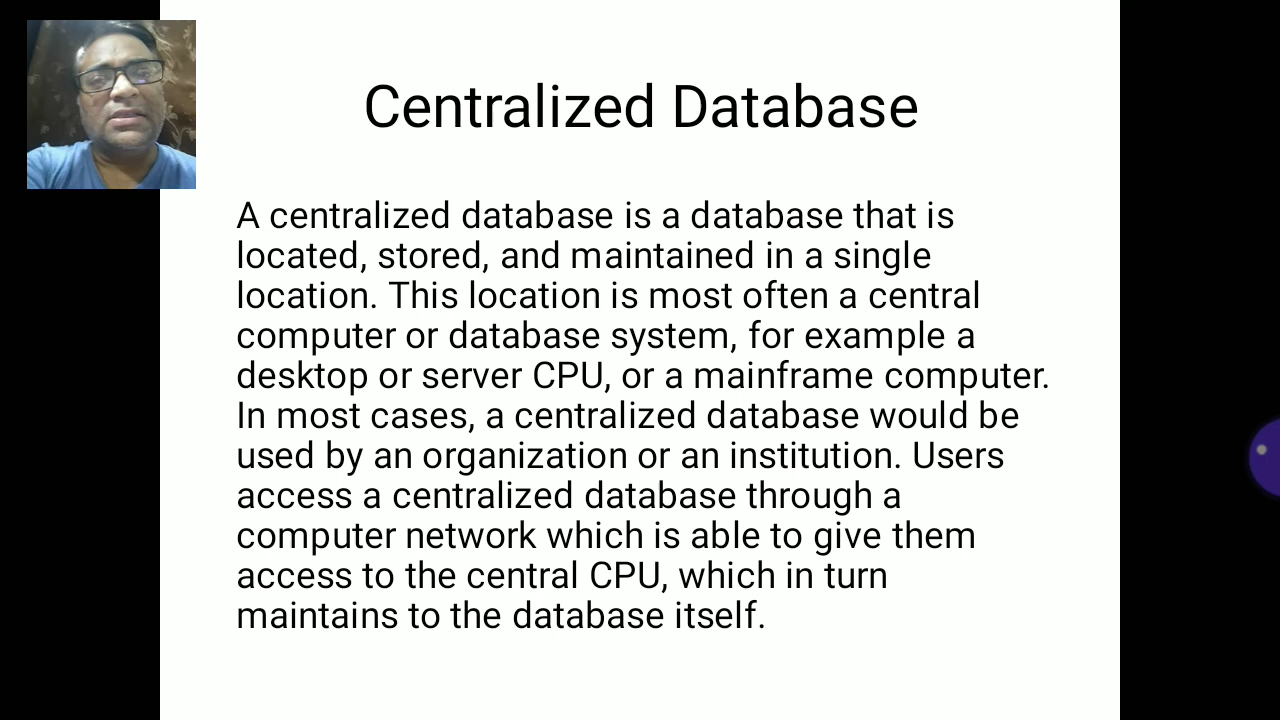 Centralized Database
A centralized database is a database that is
located, stored, and maintained in a single
location. This location is most often a central
computer or database system, for example a
desktop or server CPU, or a mainframe computer.
In most cases, a centralized database would be
used by an organization or an institution. Users
access a centralized database through a
computer network which is able to give them
access to the central CPU, which in turn
maintains to the database itself.